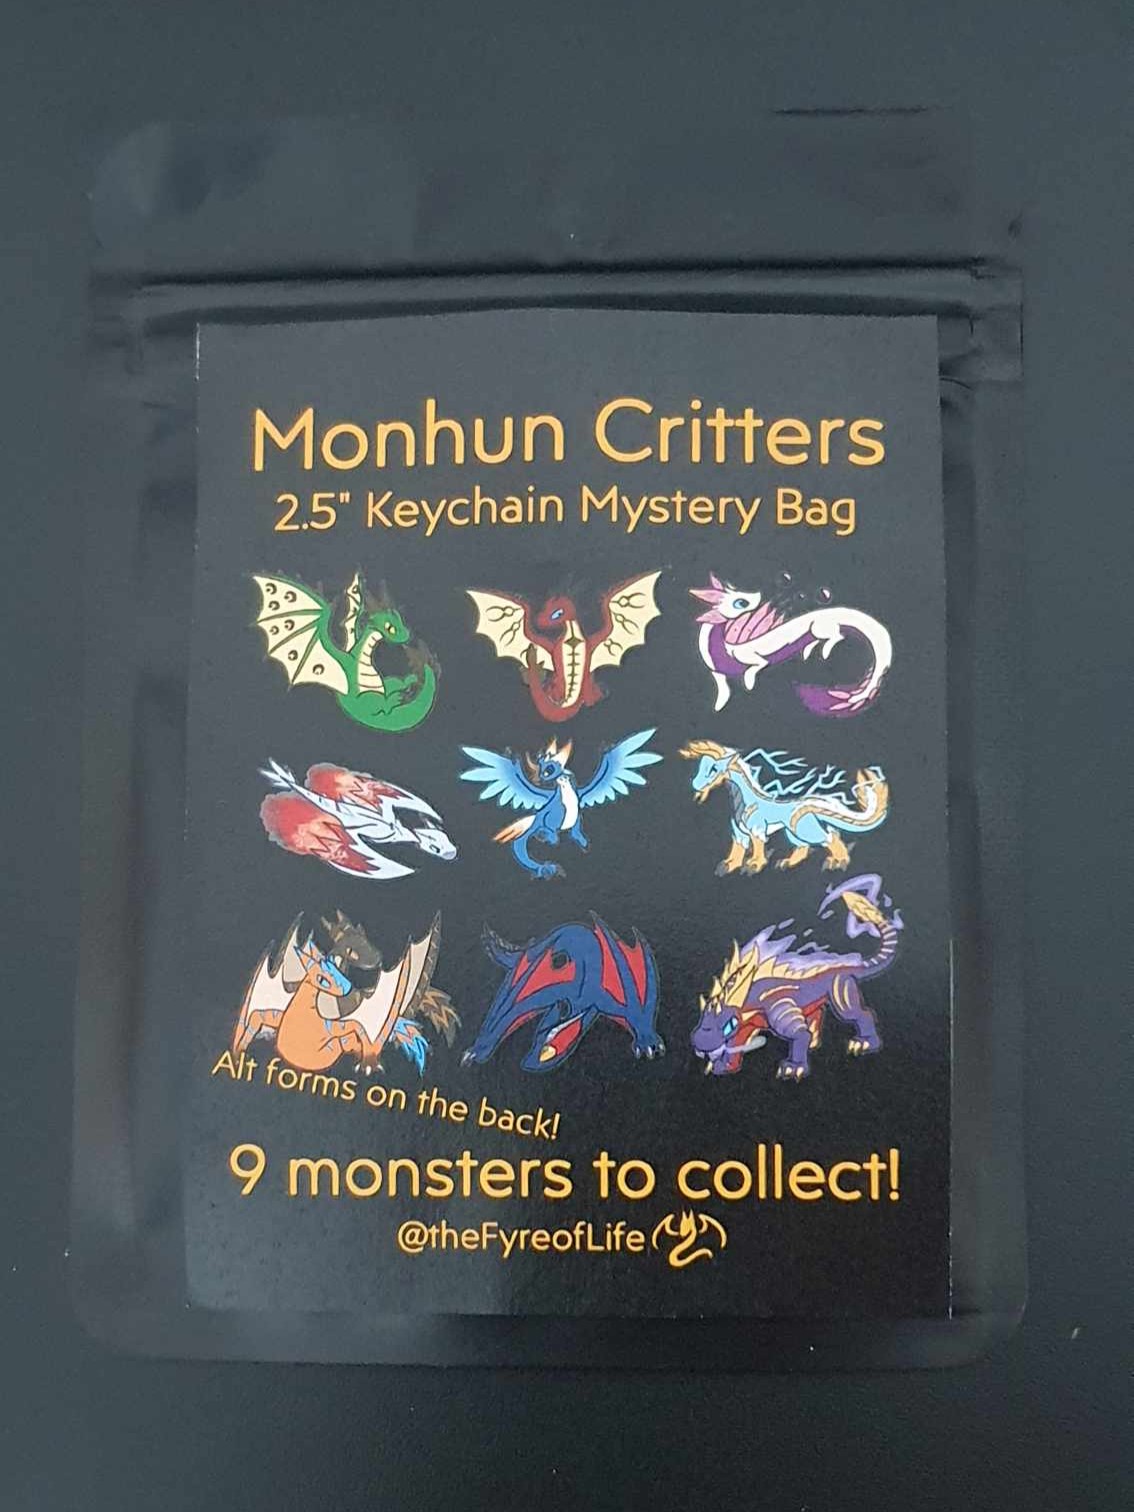 Monhun Critters
2.5" Keychain Mystery Bag
Alt forms on the back!
9 monsters to collect!
@theFyreofLife